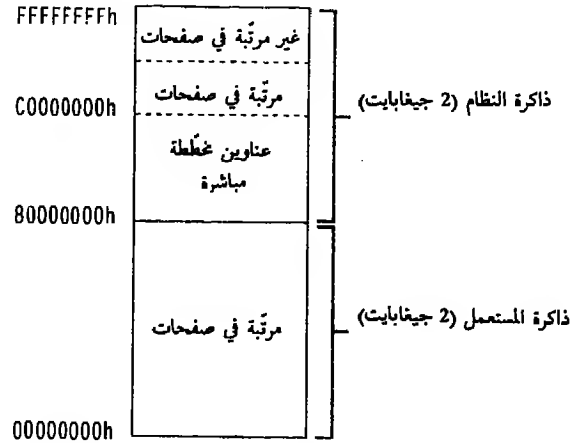 FFFFFFFFh
غير مرتّبة في صفحات
مرتّبة في صفحات
C0000000h
ذاكرة النظام (2 جيغابايت)
عناوين مخطّطة
مباشرة
80000000h
مرتّبة في صفحات
ذاكرة المستعمل (2 جيغابايت)
00000000h